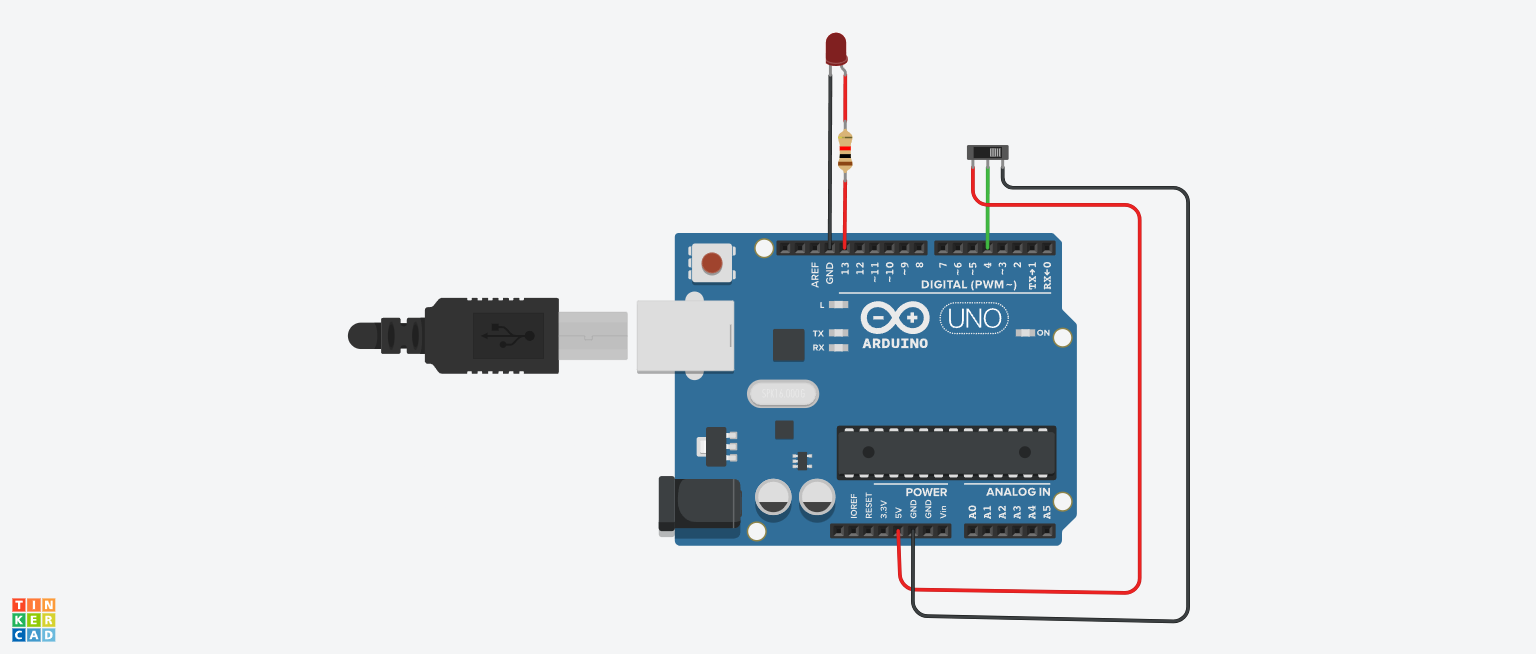 AREF
GND
13
12
~11
~10
~9
8
7
~6
~5
4
~3
2
TX→1
RX←0
DIGITAL (PWM~)
L
TX
RX
UNO
ARDUINO
ON
POWER
ANALOG IN
IOREF
RESET
3.3V
5V
GND
GND
Vin
A0
A1
A2
A3
A4
A5
TIN
KER
CAD